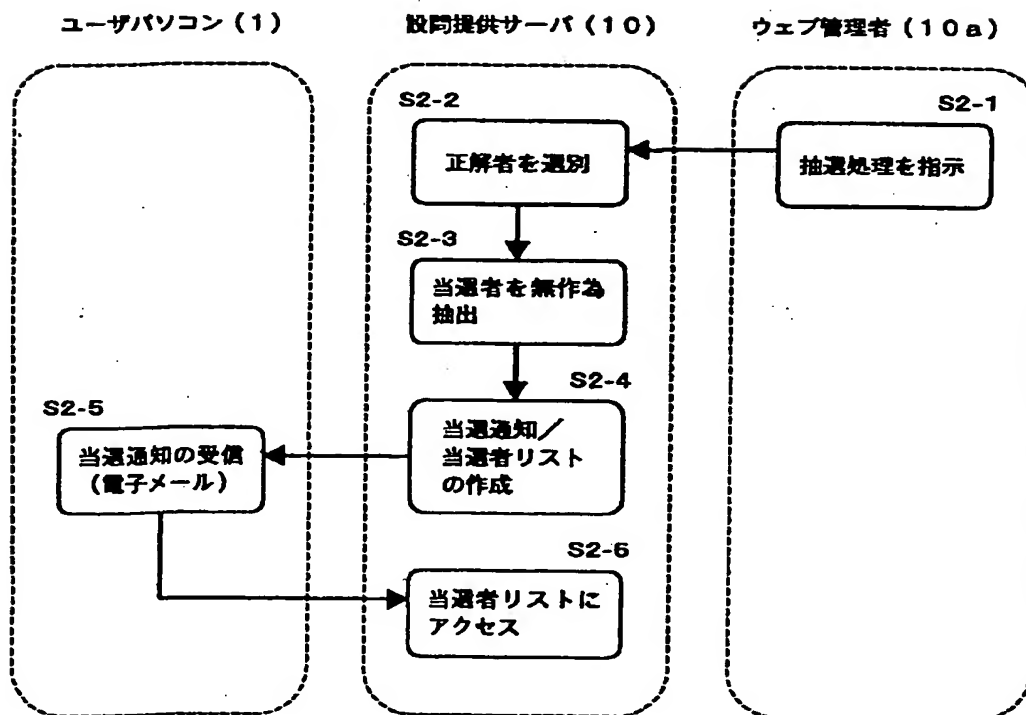 ユーザパソコン（1）
設問提供サーバ（10）
ウェブ管理者（10a）
S2-1
抽選処理を指示
S2-2
正解者を選別
S2-3
当選者を無作為
抽出
S2-4
当選通知／
当選者リスト
の作成
S2-5
当選通知の受信
（電子メール）
S2-6
当選者リストに
アクセス